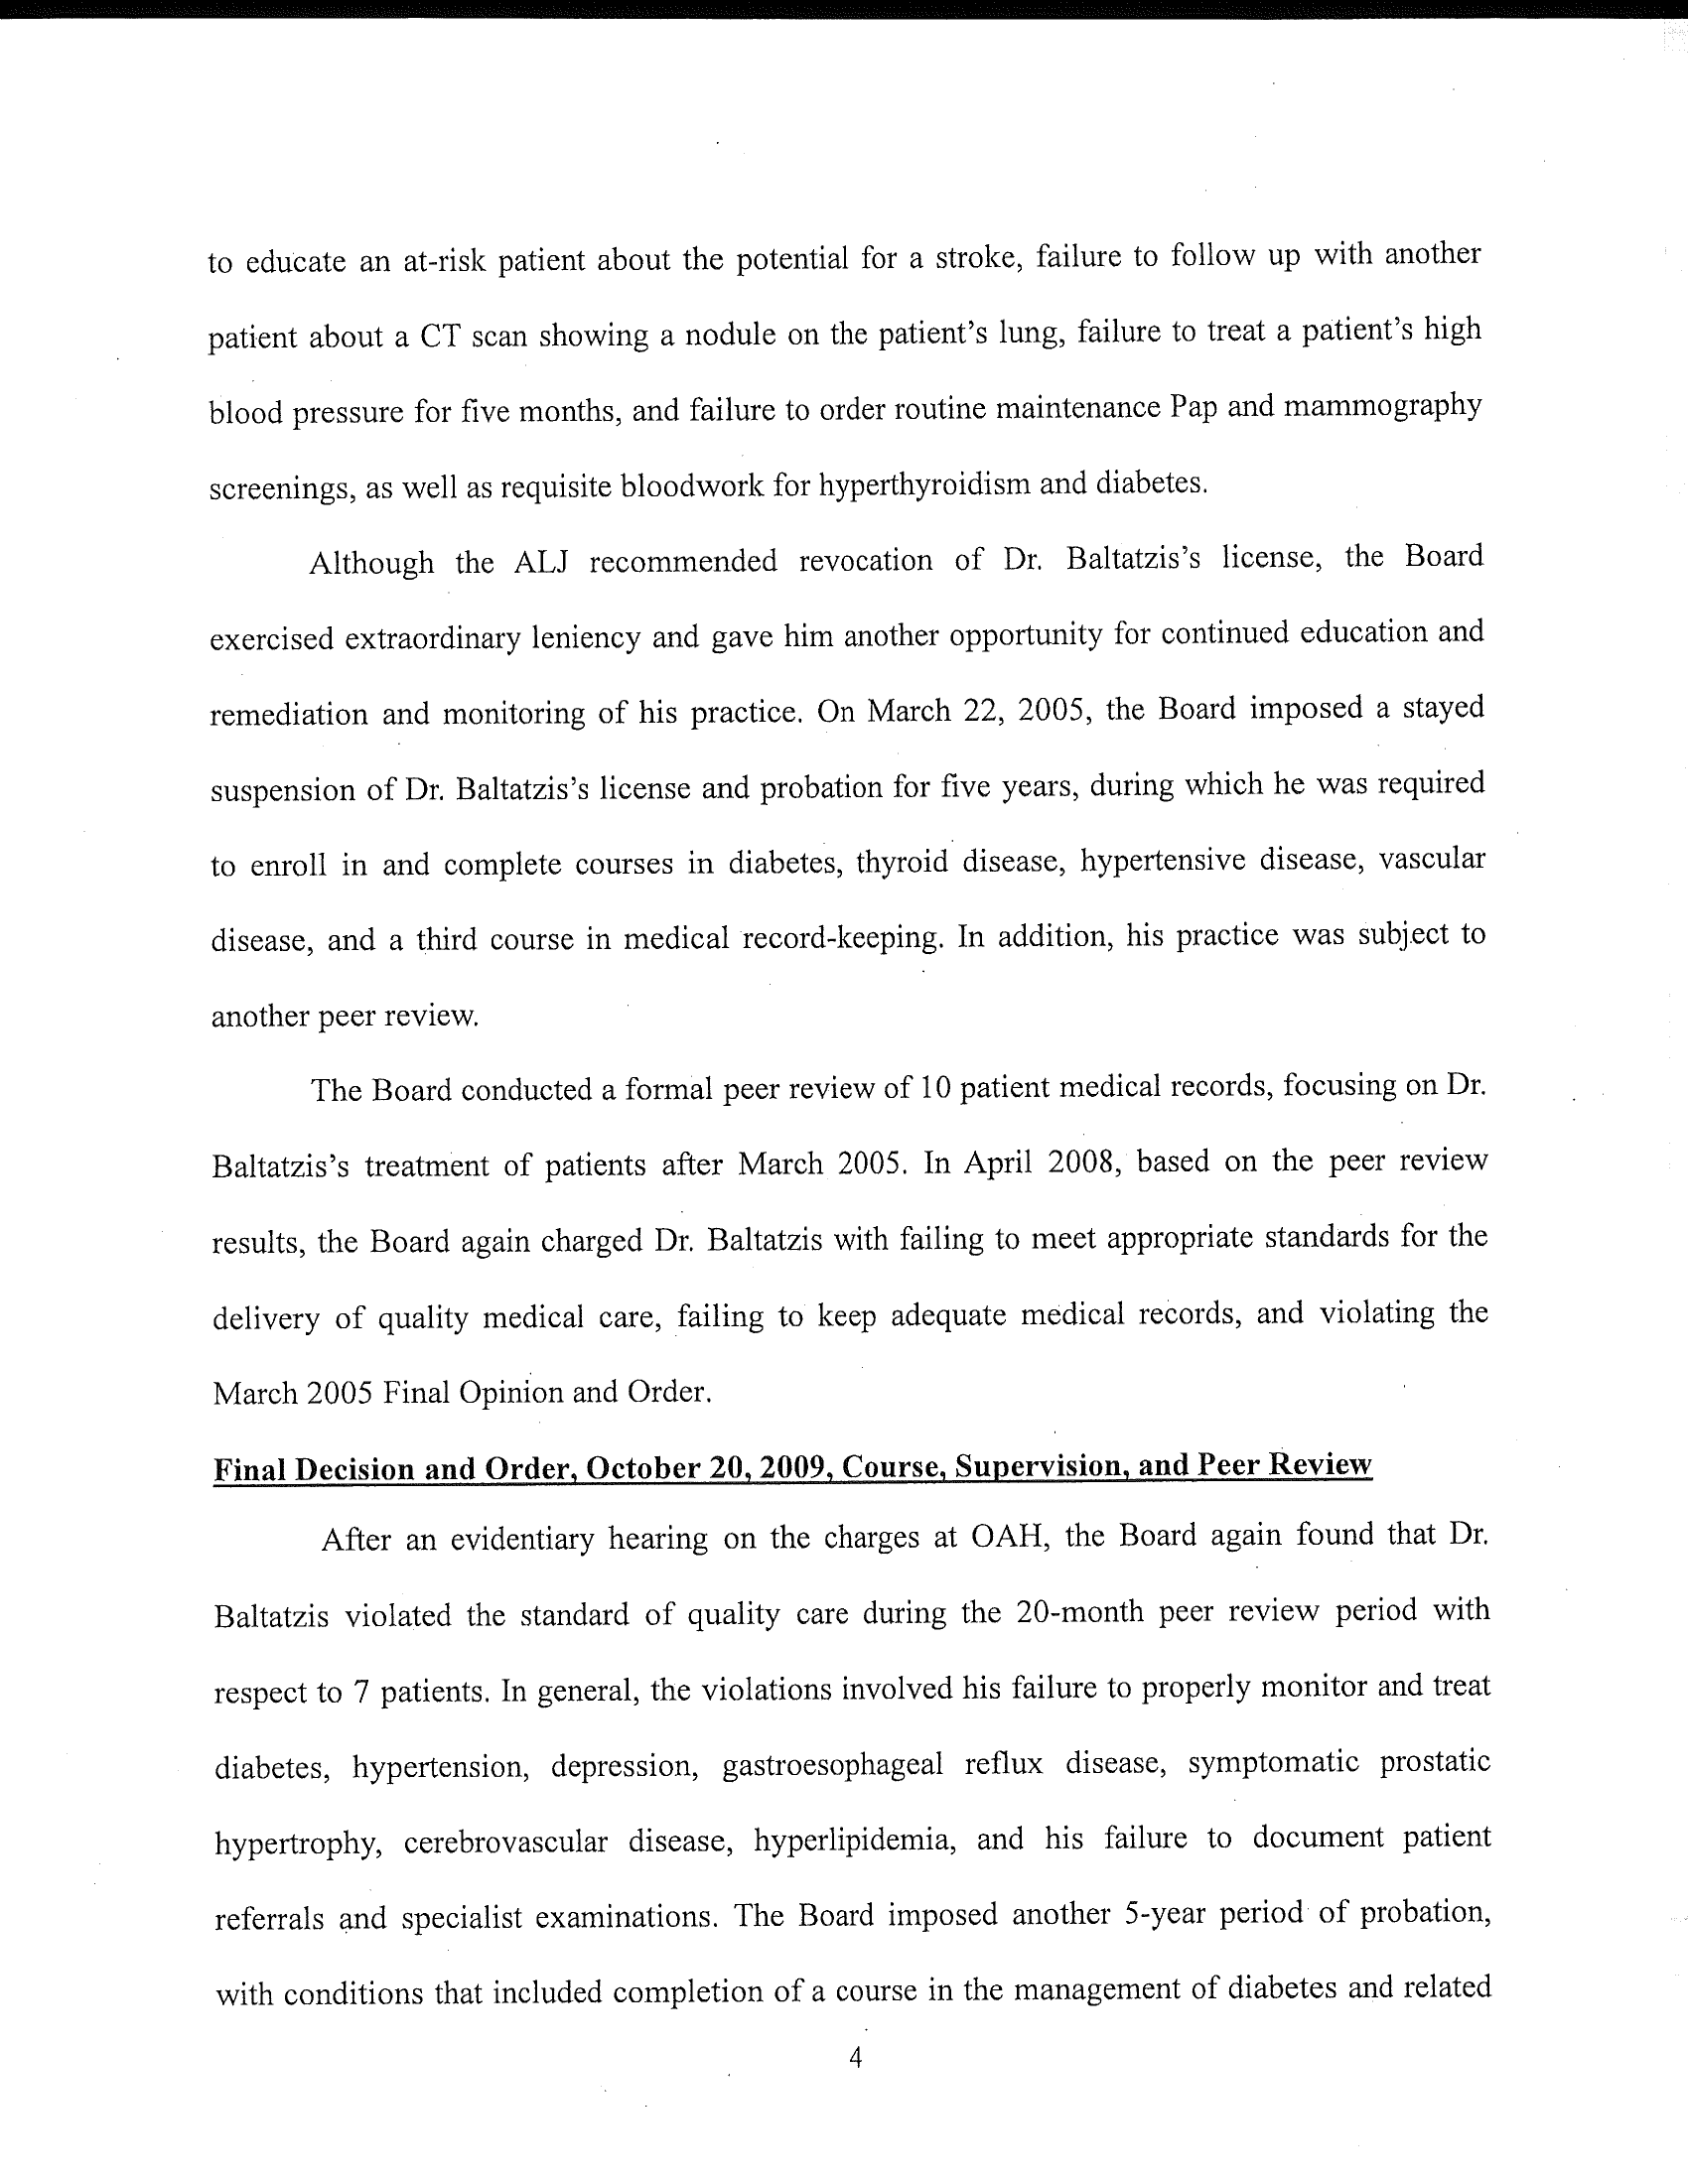 to educate an at-risk patient about the potential for a stroke, failure to follow up with another
patient about a CT scan showing a nodule on the patient's lung, failure to treat a patient's high
blood pressure for five months, and failure to order routine maintenance Pap and mammography
screenings, as well as requisite bloodwork for hyperthyroidism and diabetes.
Although the ALJ recommended revocation of Dr. Baltatzis's license, the Board
exercised extraordinary leniency and gave him another opportunity for continued education and
remediation and monitoring of his practice. On March 22, 2005, the Board imposed a stayed
suspension of Dr. Baltatzis's license and probation for five years, during which he was required
to enroll in and complete courses in diabetes, thyroid disease, hypertensive disease, vascular
disease, and a third course in medical record-keeping. In addition, his practice was subject to
another peer review.
The Board conducted a formal peer review of 10 patient medical records, focusing on Dr.
Baltatzis's treatment of patients after March 2005. In April 2008, based on the peer review
results, the Board again charged Dr. Baltatzis with failing to meet appropriate standards for the
delivery of quality medical care, failing to keep adequate medical records, and violating the
March 2005 Final Opinion and Order.
Final Decision and Order, October 20, 2009, Course, Supervision, and Peer Review
After an evidentiary hearing on the charges at OAH, the Board again found that Dr.
Baltatzis violated the standard of quality care during the 20-month peer review period with
respect to 7 patients. In general, the violations involved his failure to properly monitor and treat
diabetes, hypertension, depression, gastroesophageal reflux disease, symptomatic prostatic
hypertrophy, cerebrovascular disease, hyperlipidemia, and his failure to document patient
referrals and specialist examinations. The Board imposed another 5-year period of probation,
with conditions that included completion of a course in the management of diabetes and related
4